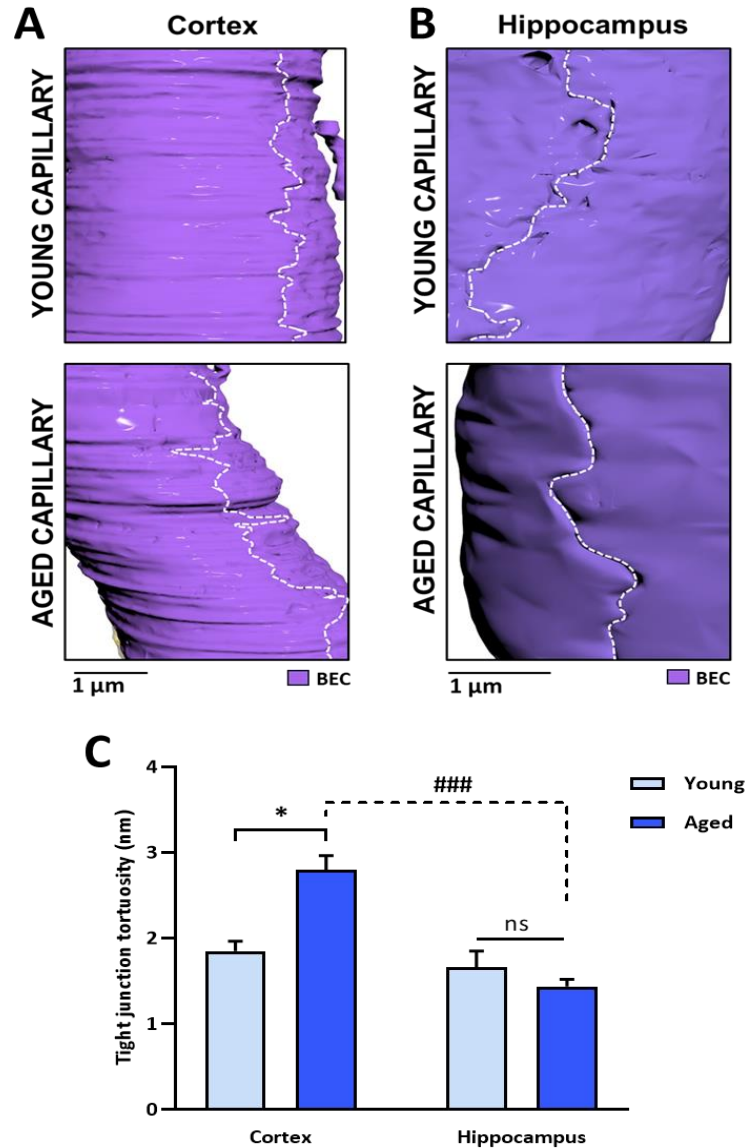 A
Cortex
B
Hippocampus
YOUNG CAPILLARY
YOUNG CAPILLARY
AGED CAPILLARY
AGED CAPILLARY
1 µm
BEC
1 µm
BEC
C
Tight junction tortuosity (nm)
4
3
2
1
0
*
###
ns
Young
Aged
Cortex
Hippocampus